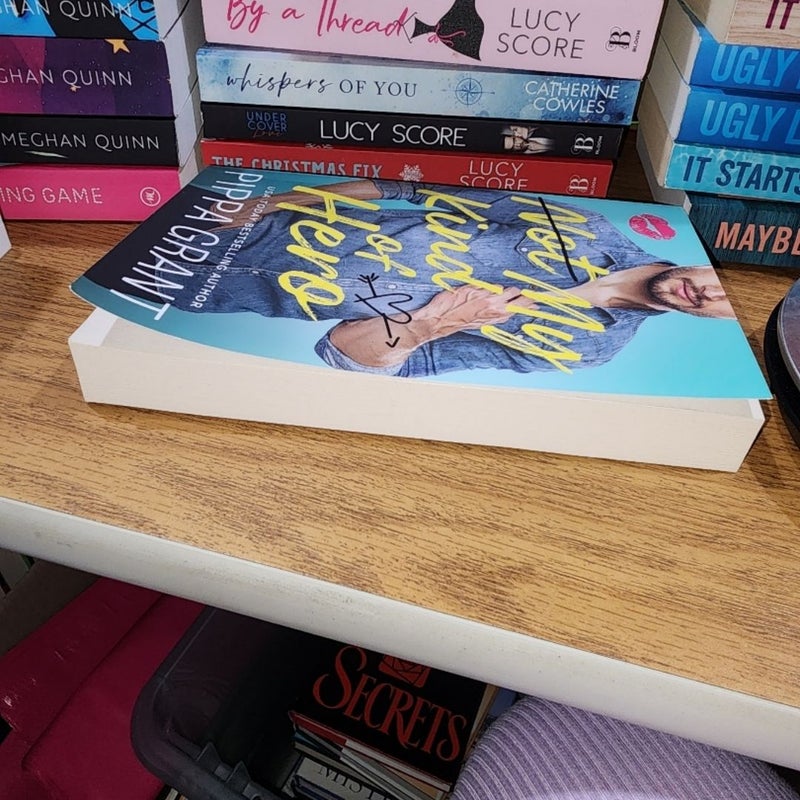 GHAN QUINN
MEGHAN QUINN
ING GAME
By a Thread
LUCY
SCORE
BLOOM
whispers OF YOU
CATHERINE
COWLES
UNDER
COVER
Love
LUCY SCORE
B
THE CHRISTMAS FIX
LUCY
SCORE
B
IT
UGLY
UGLY L
IT STARTS
MAYBE
Not My
Kind
of
Hero
USA TODAY BESTSELLING AUTHOR
PIPPA GRANT
SECRETS